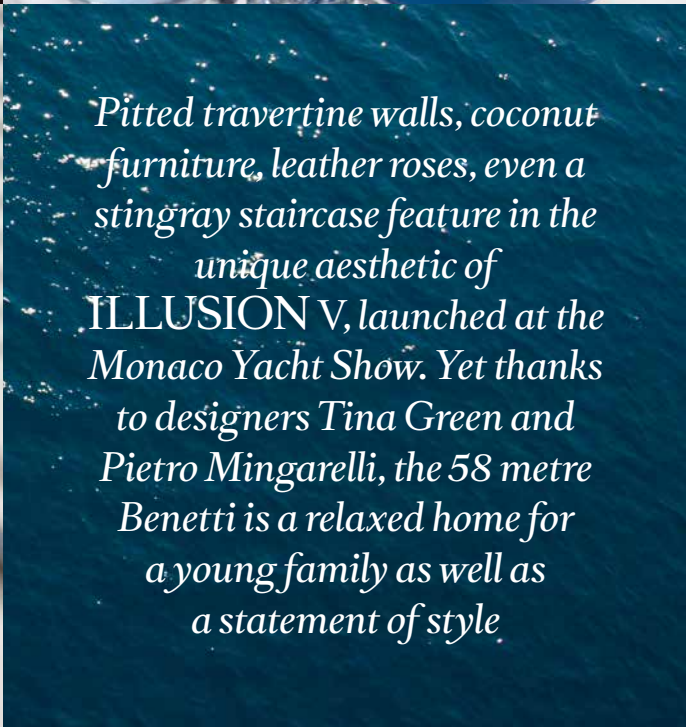 Pitted travertine walls, coconut
furniture, leather roses, even a
stingray staircase feature in the
unique aesthetic of
ILLUSION V, launched at the
Monaco Yacht Show. Yet thanks
to designers Tina Green and
Pietro Mingarelli, the 58 metre
Benetti is a relaxed home for
a young family as well as
a statement of style